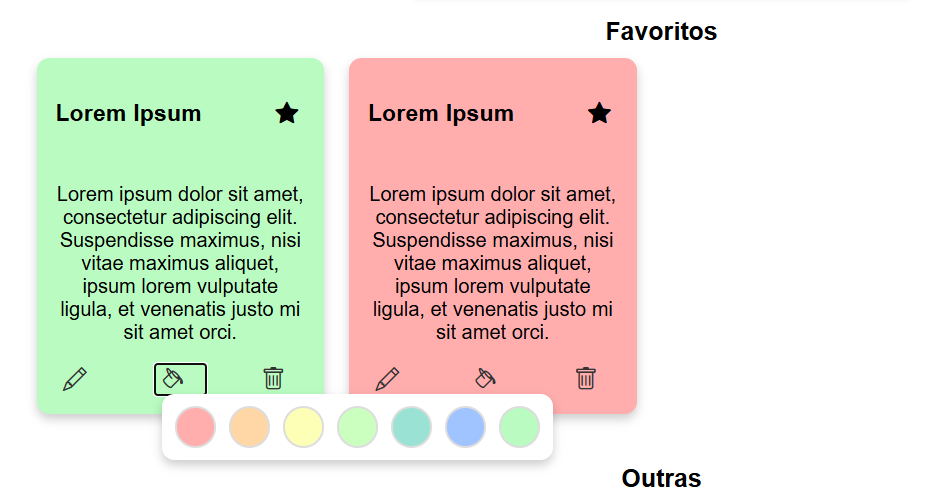 Favoritos
Lorem Ipsum
Lorem ipsum dolor sit amet,
consectetur adipiscing elit.
Suspendisse maximus, nisi
vitae maximus aliquet,
ipsum lorem vulputate
ligula, et venenatis justo mi
sit amet orci.
Lorem Ipsum
Lorem ipsum dolor sit amet,
consectetur adipiscing elit.
Suspendisse maximus, nisi
vitae maximus aliquet,
ipsum lorem vulputate
ligula, et venenatis justo mi
sit amet orci.
Outras